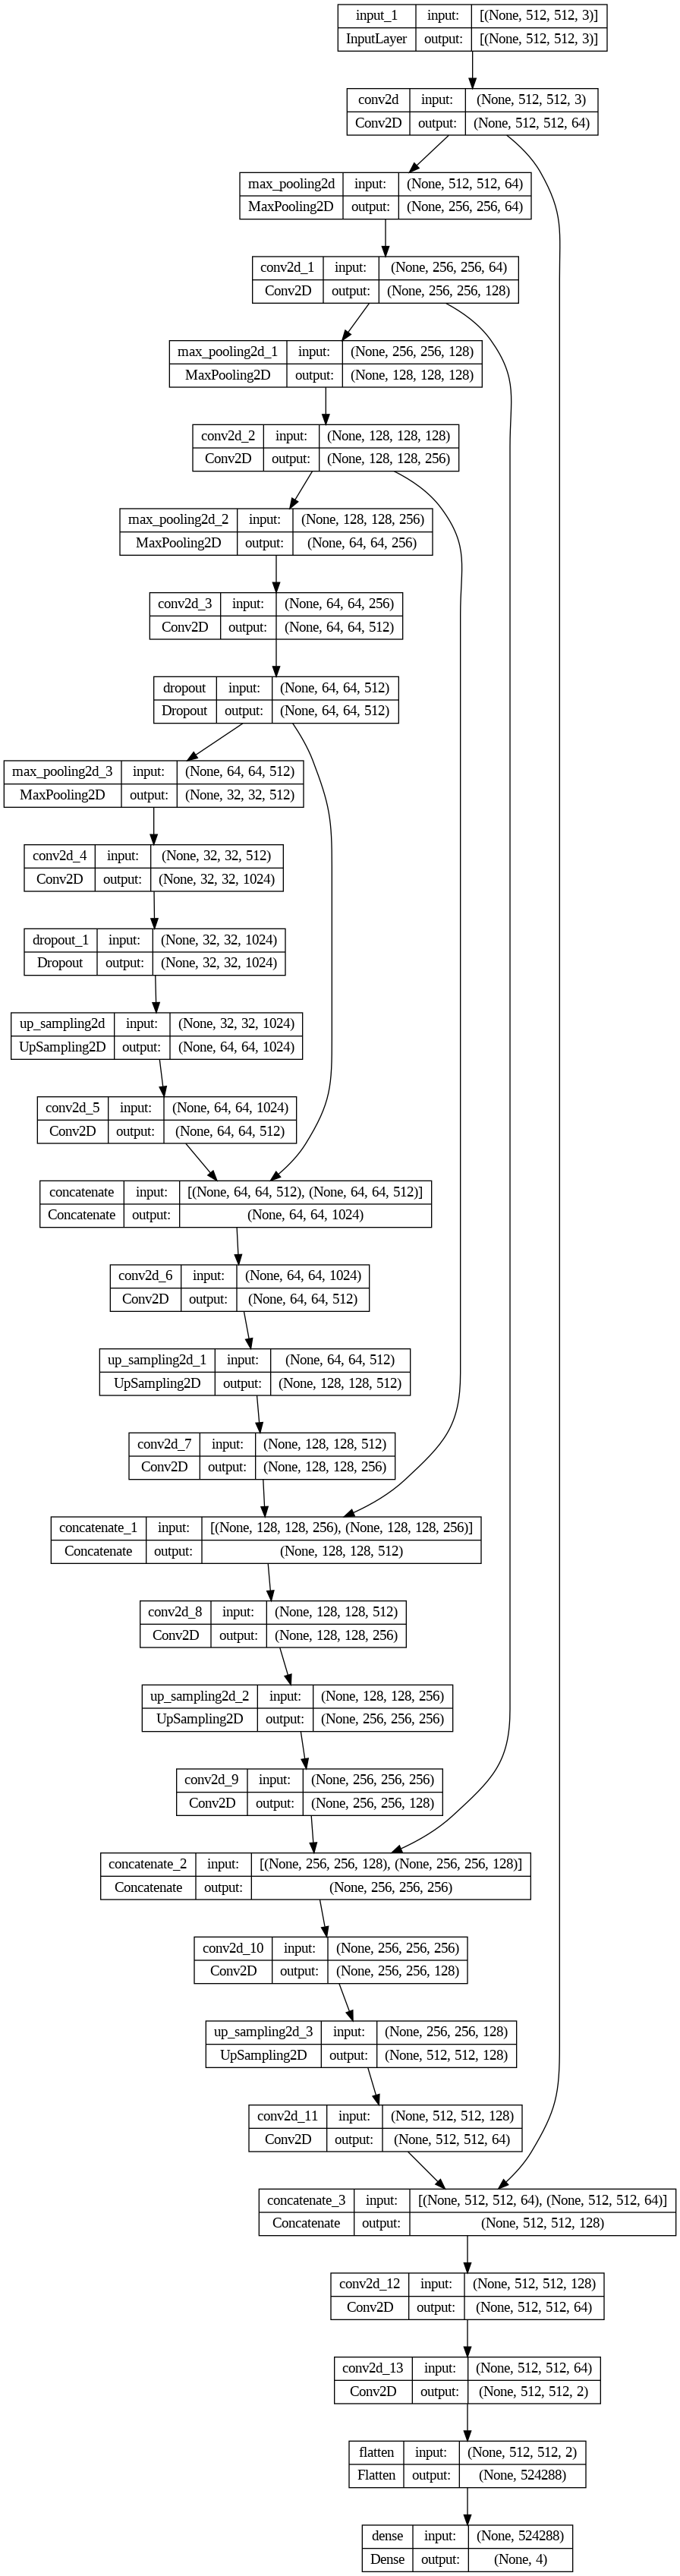 input_1 input: [(None, 512, 512, 3)]
InputLayer output: [(None, 512, 512, 3)]
conv2d input: (None, 512, 512, 3)
Conv2D output: (None, 512, 512, 64)
max_pooling2d input: (None, 512, 512, 64)
MaxPooling2D output: (None, 256, 256, 64)
conv2d_1 input: (None, 256, 256, 64)
Conv2D output: (None, 256, 256, 128)
max_pooling2d_1 input: (None, 256, 256, 128)
MaxPooling2D output: (None, 128, 128, 128)
conv2d_2 input: (None, 128, 128, 128)
Conv2D output: (None, 128, 128, 256)
max_pooling2d_2 input: (None, 128, 128, 256)
MaxPooling2D output: (None, 64, 64, 256)
conv2d_3 input: (None, 64, 64, 256)
Conv2D output: (None, 64, 64, 512)
dropout input: (None, 64, 64, 512)
Dropout output: (None, 64, 64, 512)
max_pooling2d_3 input: (None, 64, 64, 512)
MaxPooling2D output: (None, 32, 32, 512)
conv2d_4 input: (None, 32, 32, 512)
Conv2D output: (None, 32, 32, 1024)
dropout_1 input: (None, 32, 32, 1024)
Dropout output: (None, 32, 32, 1024)
up_sampling2d input: (None, 32, 32, 1024)
UpSampling2D output: (None, 64, 64, 1024)
conv2d_5 input: (None, 64, 64, 1024)
Conv2D output: (None, 64, 64, 512)
concatenate input: [(None, 64, 64, 512), (None, 64, 64, 512)]
Concatenate output: (None, 64, 64, 1024)
conv2d_6 input: (None, 64, 64, 1024)
Conv2D output: (None, 64, 64, 512)
up_sampling2d_1 input: (None, 64, 64, 512)
UpSampling2D output: (None, 128, 128, 512)
conv2d_7 input: (None, 128, 128, 512)
Conv2D output: (None, 128, 128, 256)
concatenate_1 input: [(None, 128, 128, 256), (None, 128, 128, 256)]
Concatenate output: (None, 128, 128, 512)
conv2d_8 input: (None, 128, 128, 512)
Conv2D output: (None, 128, 128, 256)
up_sampling2d_2 input: (None, 128, 128, 256)
UpSampling2D output: (None, 256, 256, 256)
conv2d_9 input: (None, 256, 256, 256)
Conv2D output: (None, 256, 256, 128)
concatenate_2 input: [(None, 256, 256, 128), (None, 256, 256, 128)]
Concatenate output: (None, 256, 256, 256)
conv2d_10 input: (None, 256, 256, 256)
Conv2D output: (None, 256, 256, 128)
up_sampling2d_3 input: (None, 256, 256, 128)
UpSampling2D output: (None, 512, 512, 128)
conv2d_11 input: (None, 512, 512, 128)
Conv2D output: (None, 512, 512, 64)
concatenate_3 input: [(None, 512, 512, 64), (None, 512, 512, 64)]
Concatenate output: (None, 512, 512, 128)
conv2d_12 input: (None, 512, 512, 128)
Conv2D output: (None, 512, 512, 64)
conv2d_13 input: (None, 512, 512, 64)
Conv2D output: (None, 512, 512, 2)
flatten input: (None, 512, 512, 2)
Flatten output: (None, 524288)
dense input: (None, 524288)
Dense output: (None, 4)